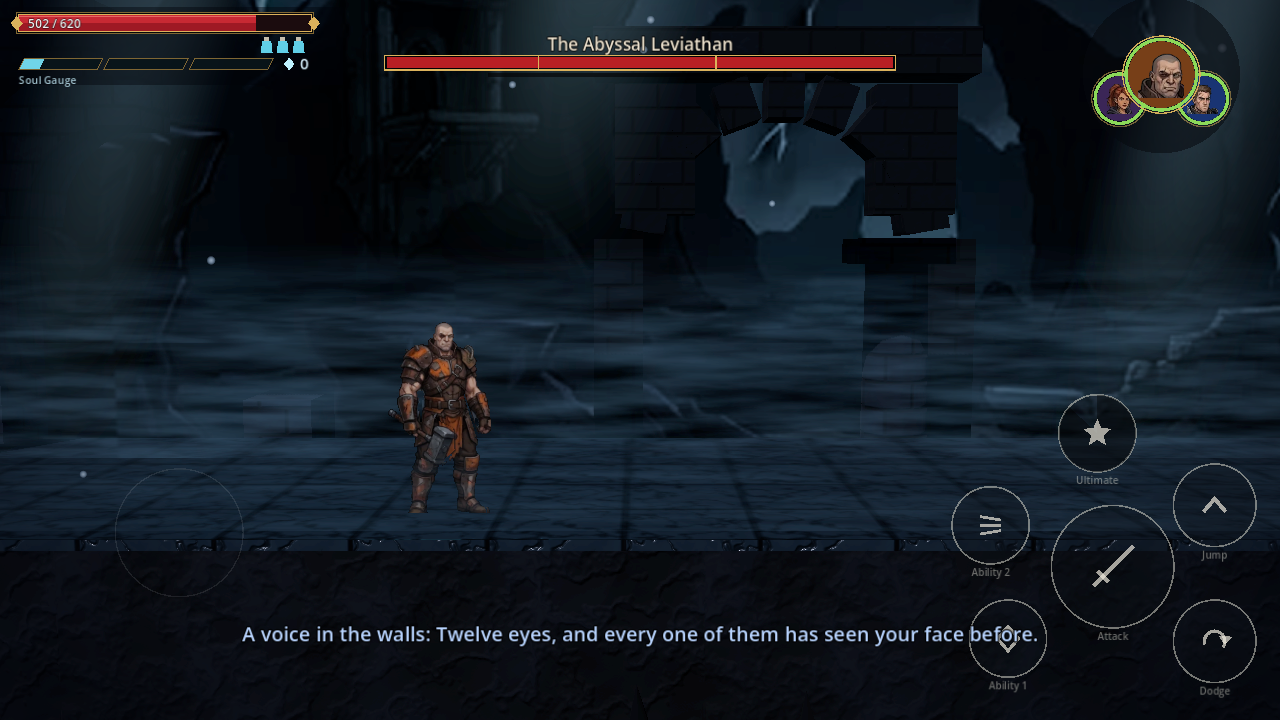 502 / 620
The Abyssal Leviathan
0
Soul Gauge
Ultimate
Jump
Ability 2
Attack
A voice in the walls: Twelve eyes, and every one of them has seen your face before.
Ability 1
Dodge